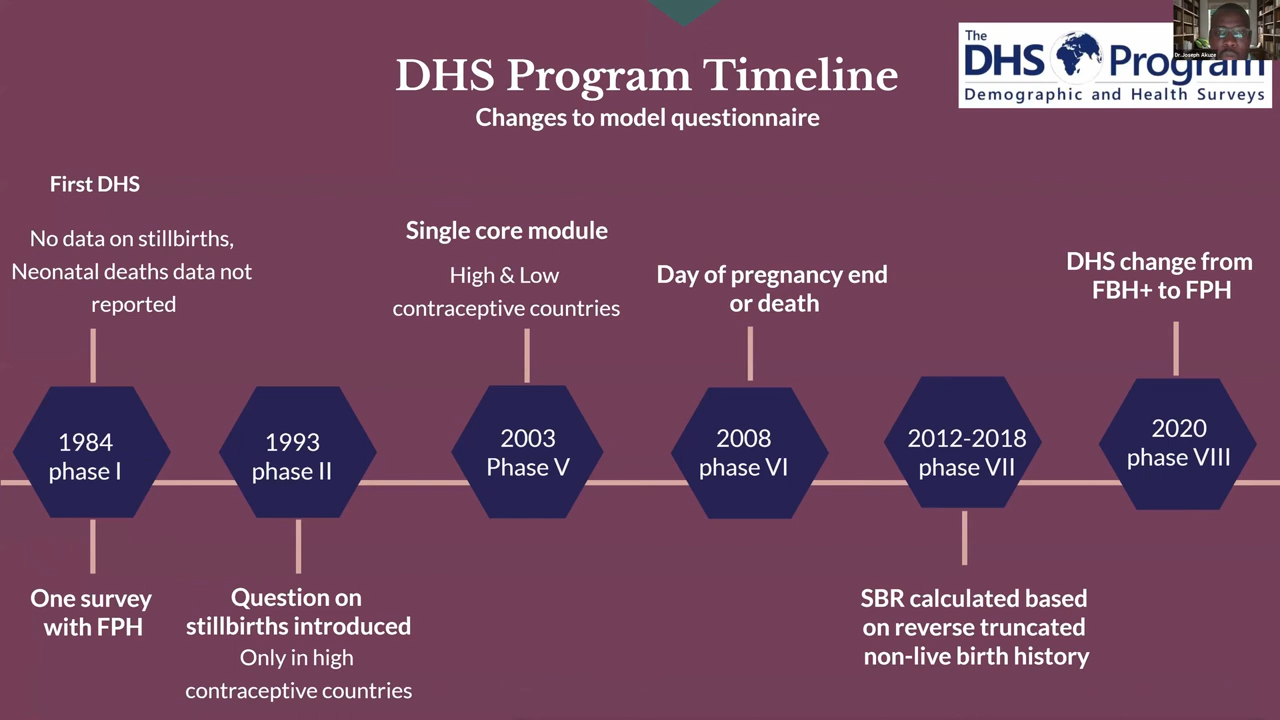 The
DHS Program
Demographic and Health Surveys
Dr. Joseph Akuze
DHS Program Timeline
Changes to model questionnaire
First DHS
No data on stillbirths,
Neonatal deaths data not
reported
Single core module
High & Low
contraceptive countries
Day of pregnancy end
or death
DHS change from
FBH+ to FPH
1984
phase I
1993
phase II
2003
Phase V
2008
phase VI
2012-2018
phase VII
2020
phase VIII
One survey
with FPH
Question on
stillbirths introduced
Only in high
contraceptive countries
SBR calculated based
on reverse truncated
non-live birth history